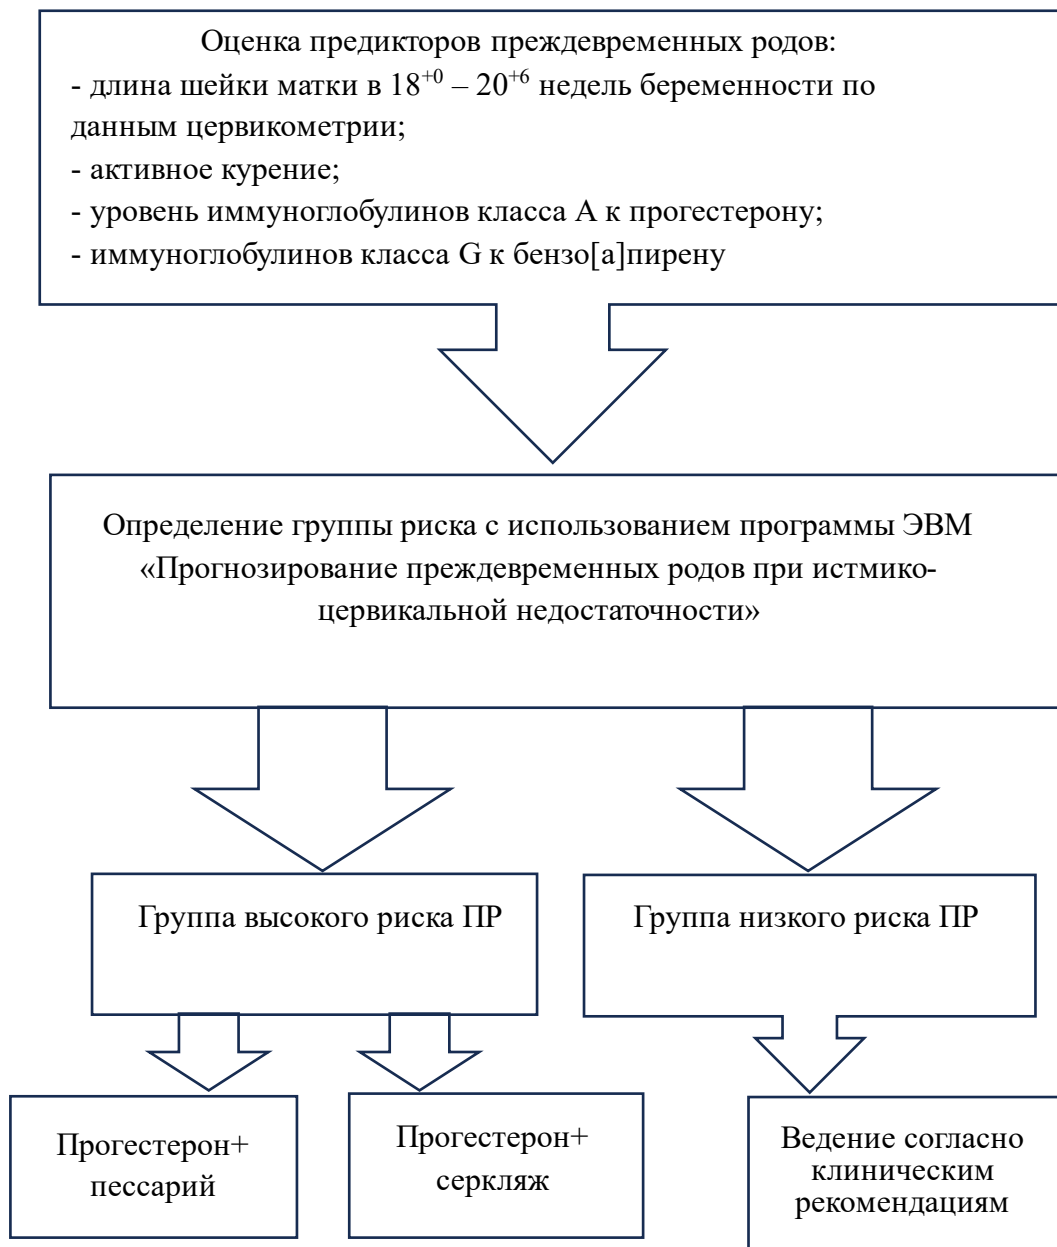 Оценка предикторов преждевременных родов:
- длина шейки матки в 18⁺⁰ – 20⁺⁶ недель беременности по
данным цервикометрии;
- активное курение;
- уровень иммуноглобулинов класса А к прогестерону;
- иммуноглобулинов класса G к бензо[а]пирену
Определение группы риска с использованием программы ЭВМ
«Прогнозирование преждевременных родов при истмико-
цервикальной недостаточности»
Группа высокого риска ПР
Группа низкого риска ПР
Прогестерон+
пессарий
Прогестерон+
серкляж
Ведение согласно
клиническим
рекомендациям